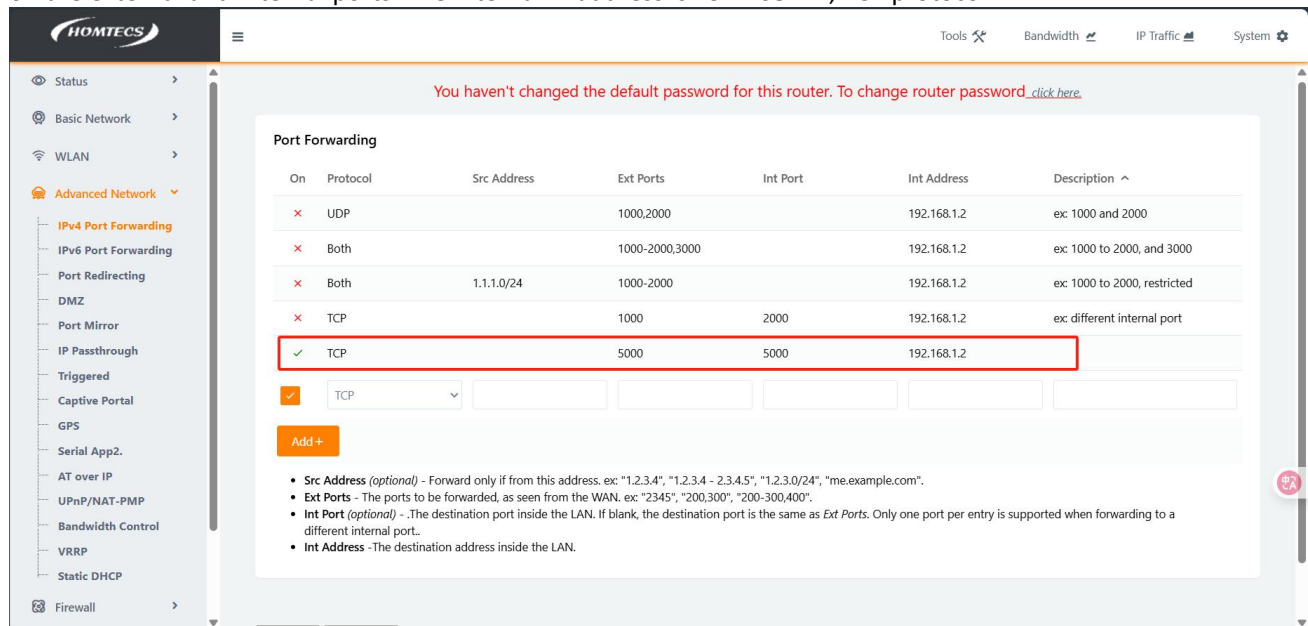 HOMTECS
Tools
Bandwidth
IP Traffic
System
Status
Basic Network
WLAN
Advanced Network
IPv4 Port Forwarding
IPv6 Port Forwarding
Port Redirecting
DMZ
Port Mirror
IP Passthrough
Triggered
Captive Portal
GPS
Serial App2.
AT over IP
UPnP/NAT-PMP
Bandwidth Control
VRRP
Static DHCP
Firewall
You haven't changed the default password for this router. To change router password click here.
Port Forwarding
On Protocol Src Address Ext Ports Int Port Int Address Description
UDP 1000,2000 192.168.1.2 ex: 1000 and 2000
Both 1000-2000,3000 192.168.1.2 ex: 1000 to 2000, and 3000
Both 1.1.1.0/24 1000-2000 192.168.1.2 ex: 1000 to 2000, restricted
TCP 1000 2000 192.168.1.2 ex: different internal port
TCP 5000 5000 192.168.1.2
TCP
Add +
• Src Address (optional) - Forward only if from this address. ex: "1.2.3.4", "1.2.3.4 - 2.3.4.5", "1.2.3.0/24", "me.example.com".
• Ext Ports - The ports to be forwarded, as seen from the WAN. ex: "2345", "200,300", "200-300,400".
• Int Port (optional) - .The destination port inside the LAN. If blank, the destination port is the same as Ext Ports. Only one port per entry is supported when forwarding to a
different internal port..
• Int Address -The destination address inside the LAN.